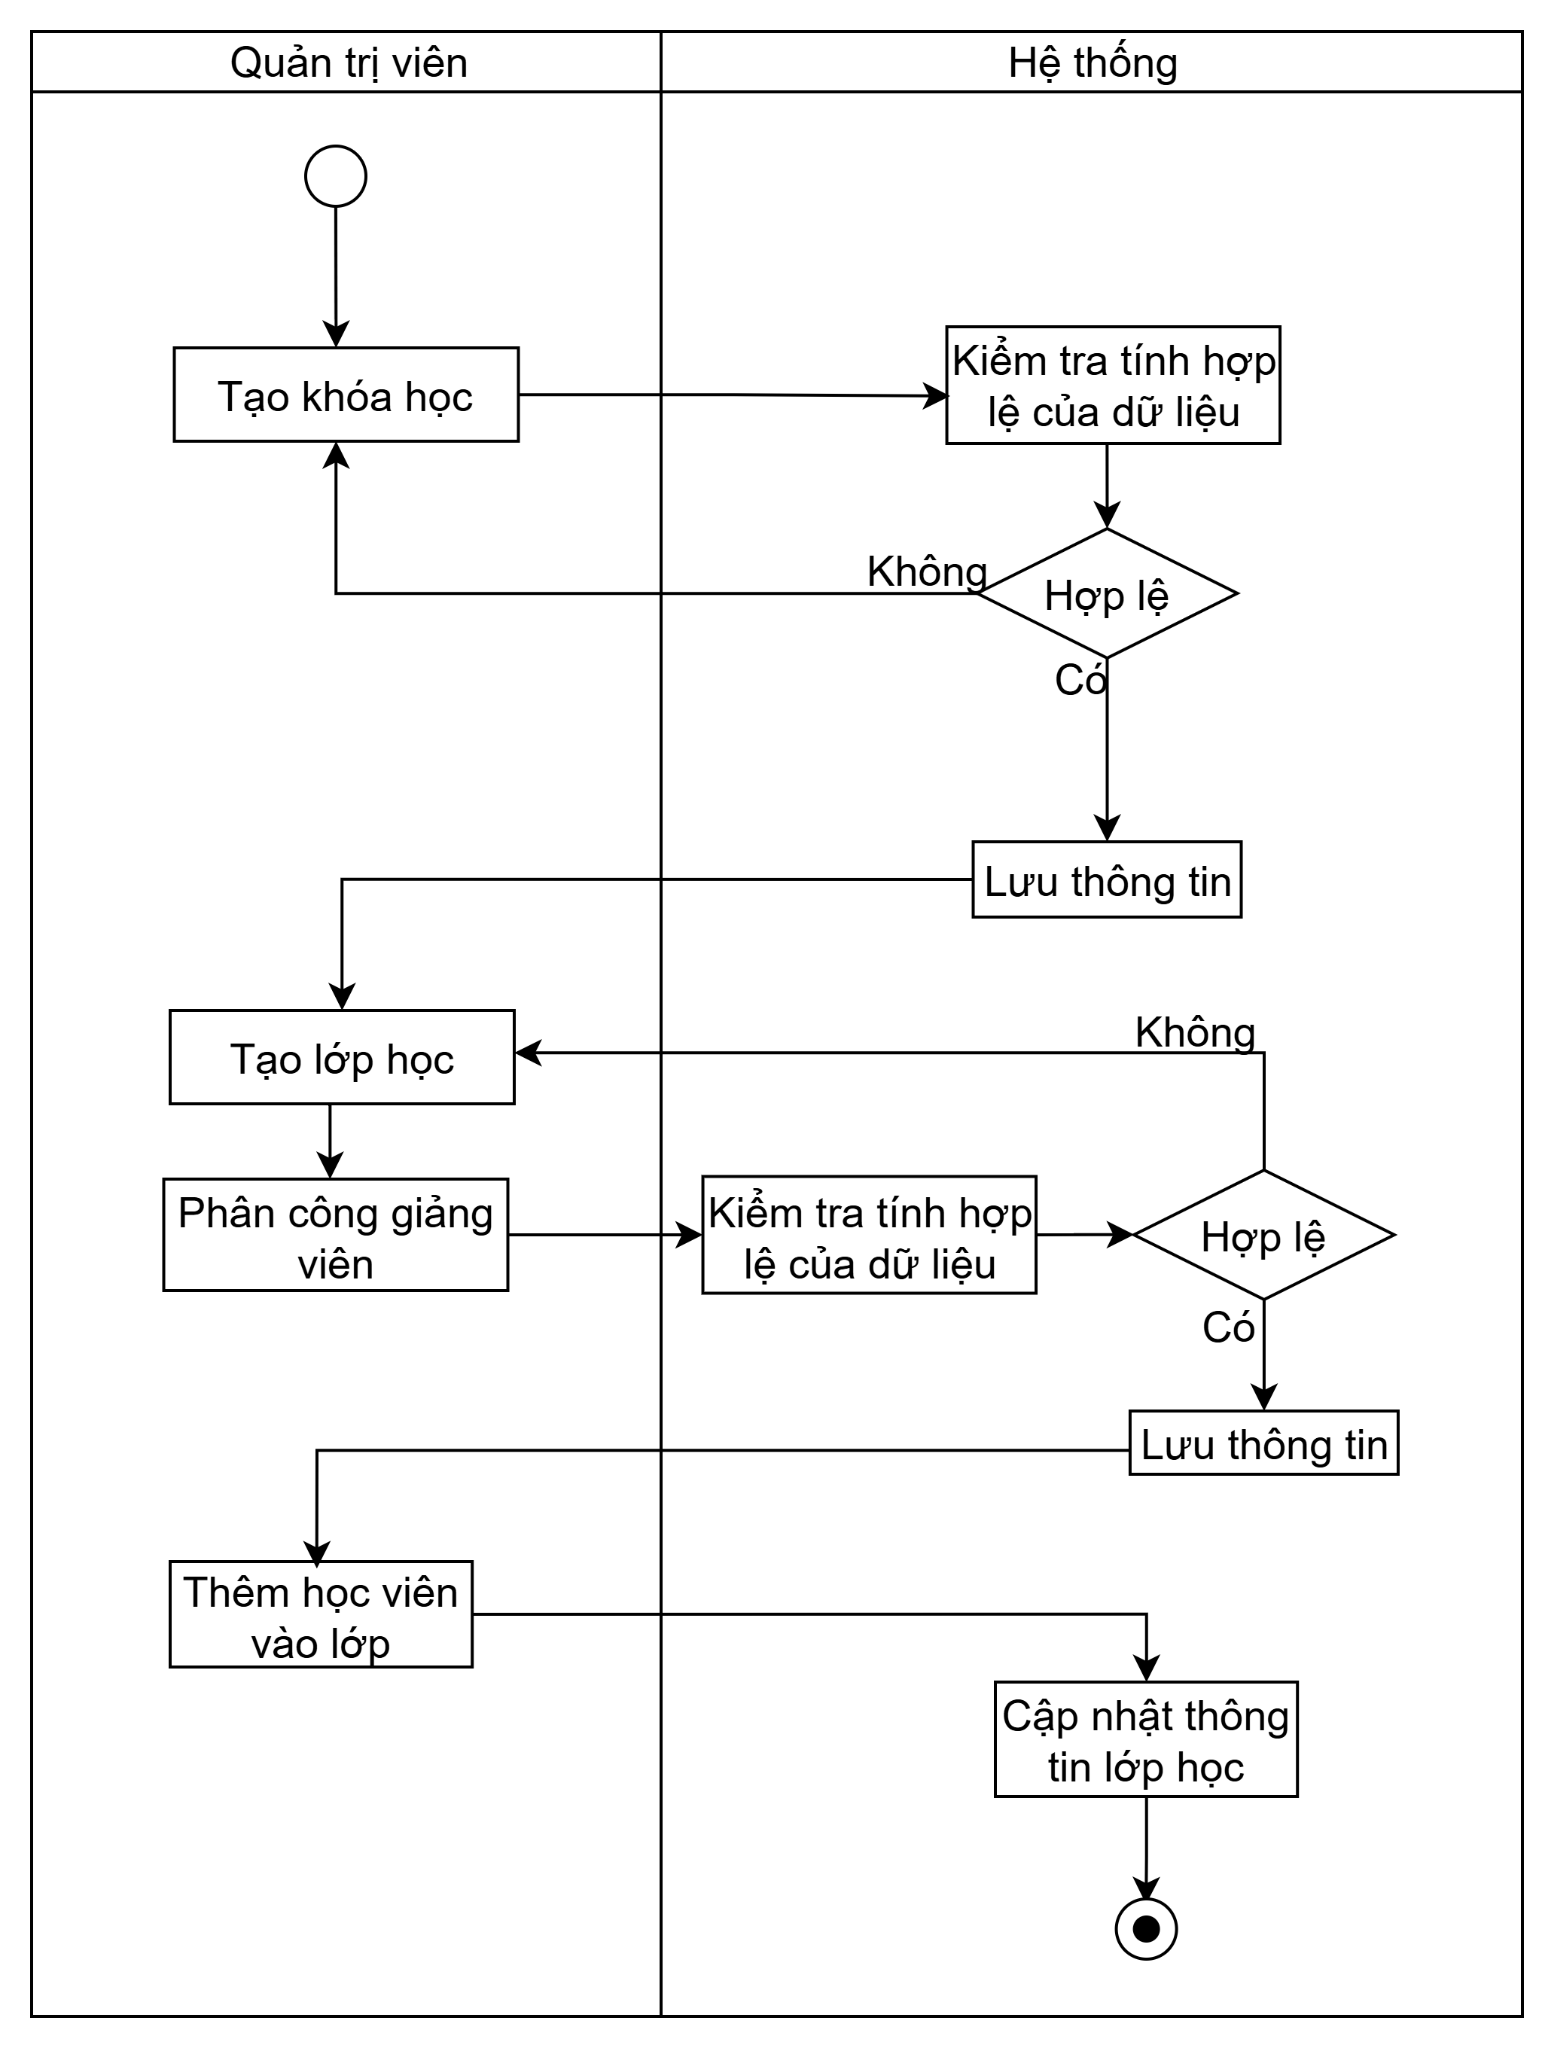 Quản trị viên
Hệ thống
Tạo khóa học
Kiểm tra tính hợp
lệ của dữ liệu
Không
Hợp lệ
Có
Lưu thông tin
Tạo lớp học
Không
Phân công giảng
viên
Kiểm tra tính hợp
lệ của dữ liệu
Hợp lệ
Có
Lưu thông tin
Thêm học viên
vào lớp
Cập nhật thông
tin lớp học